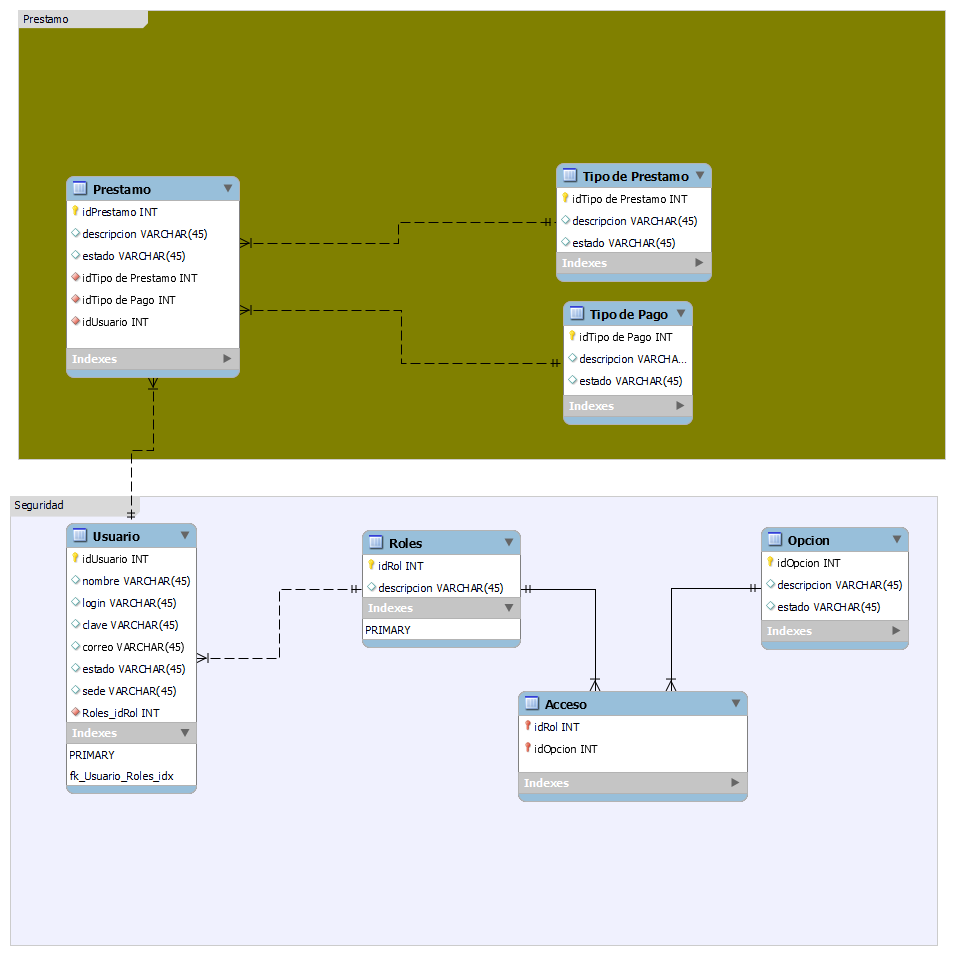 Prestamo
Prestamo
idPrestamo INT
descripcion VARCHAR(45)
estado VARCHAR(45)
idTipo de Prestamo INT
idTipo de Pago INT
idUsuario INT
Indexes
Tipo de Prestamo
idTipo de Prestamo INT
descripcion VARCHAR(45)
estado VARCHAR(45)
Indexes
Tipo de Pago
idTipo de Pago INT
descripcion VARCHA...
estado VARCHAR(45)
Indexes
Seguridad
Usuario
idUsuario INT
nombre VARCHAR(45)
login VARCHAR(45)
clave VARCHAR(45)
correo VARCHAR(45)
estado VARCHAR(45)
sede VARCHAR(45)
Roles_idRol INT
Indexes
PRIMARY
fk_Usuario_Roles_idx
Roles
idRol INT
descripcion VARCHAR(45)
Indexes
PRIMARY
Opcion
idOpcion INT
descripcion VARCHAR(45)
estado VARCHAR(45)
Indexes
Acceso
idRol INT
idOpcion INT
Indexes